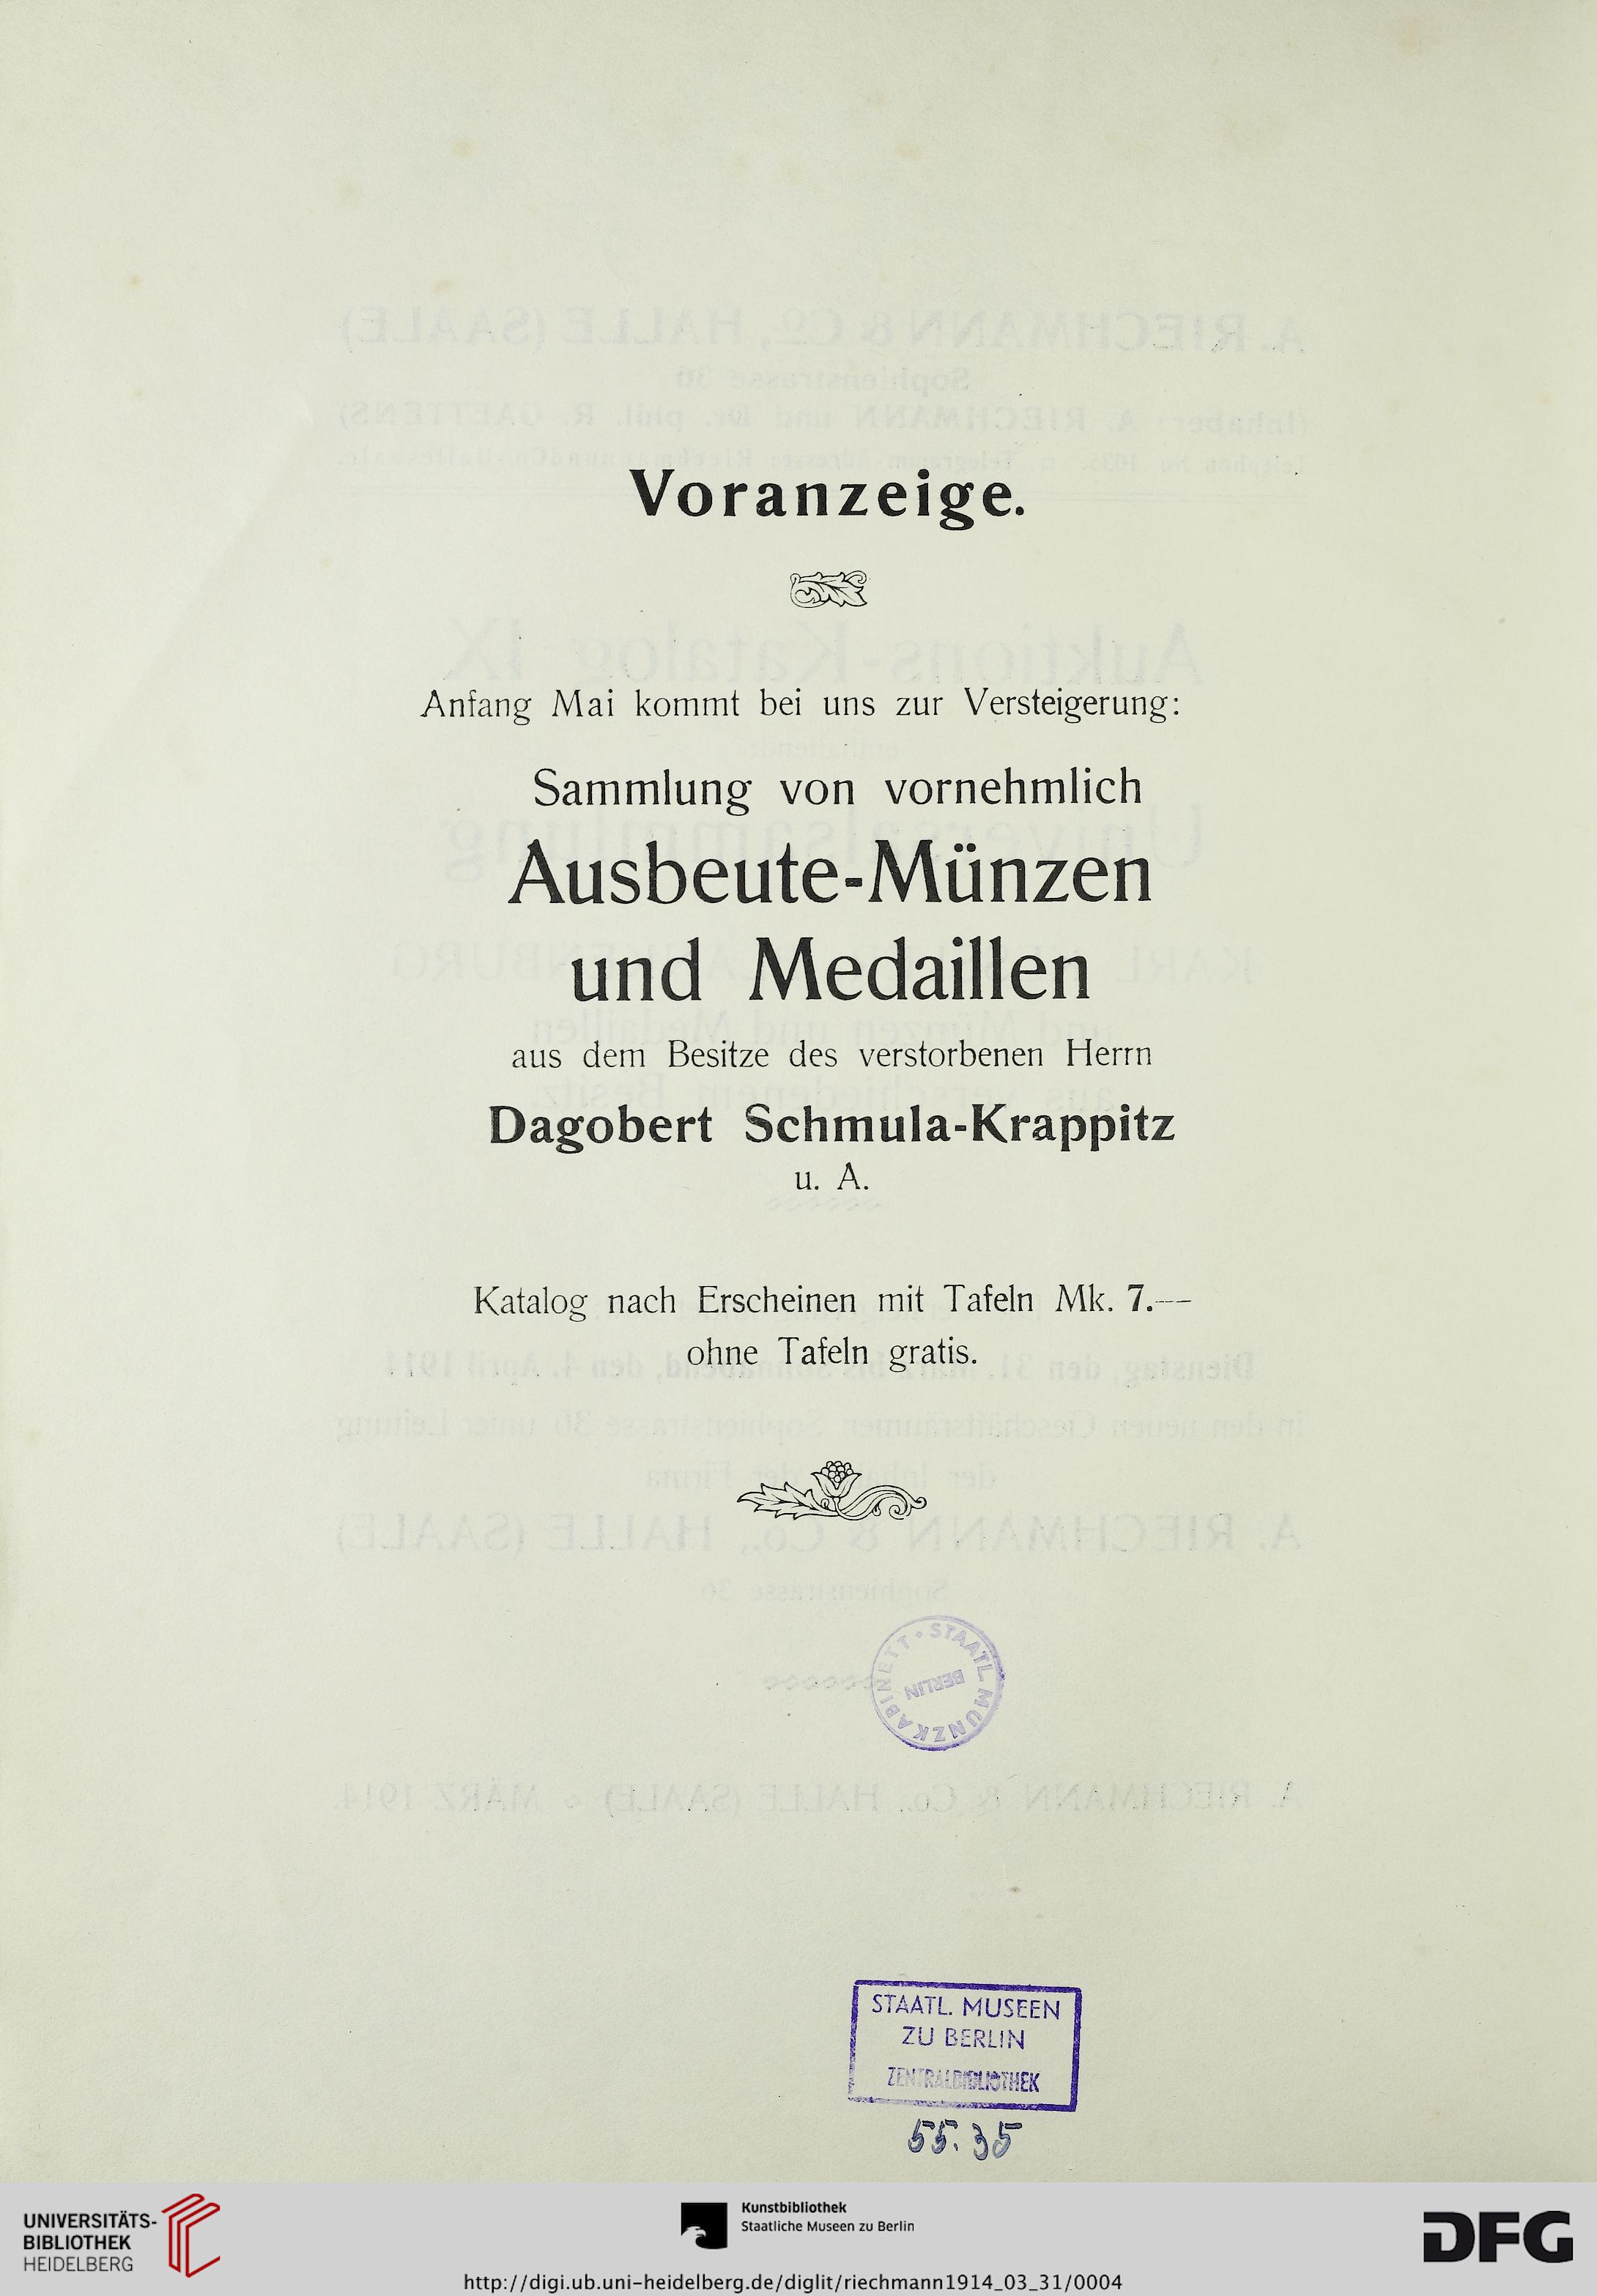 Voranzeige.
Anfang Mai kommt bei uns zur Versteigerung:
Sammlung von vornehmlich
Ausbeute-Münzen
und Medaillen
aus dem Besitze des verstorbenen Herrn
Dagobert Schmula-Krappitz
u. A.
Katalog nach Erscheinen mit Tafeln Mk. 7.—
ohne Tafeln gratis.
STAATL. MÜNZKABINETT
BERLIN
STAATL. MUSEEN
ZU BERLIN
ZENTRALBIBLIOTHEK
55.35
UNIVERSITÄTS-
BIBLIOTHEK
HEIDELBERG
Kunstbibliothek
Staatliche Museen zu Berlin
DFG
http://digi.ub.uni-heidelberg.de/diglit/riechmann1914_03_31/0004